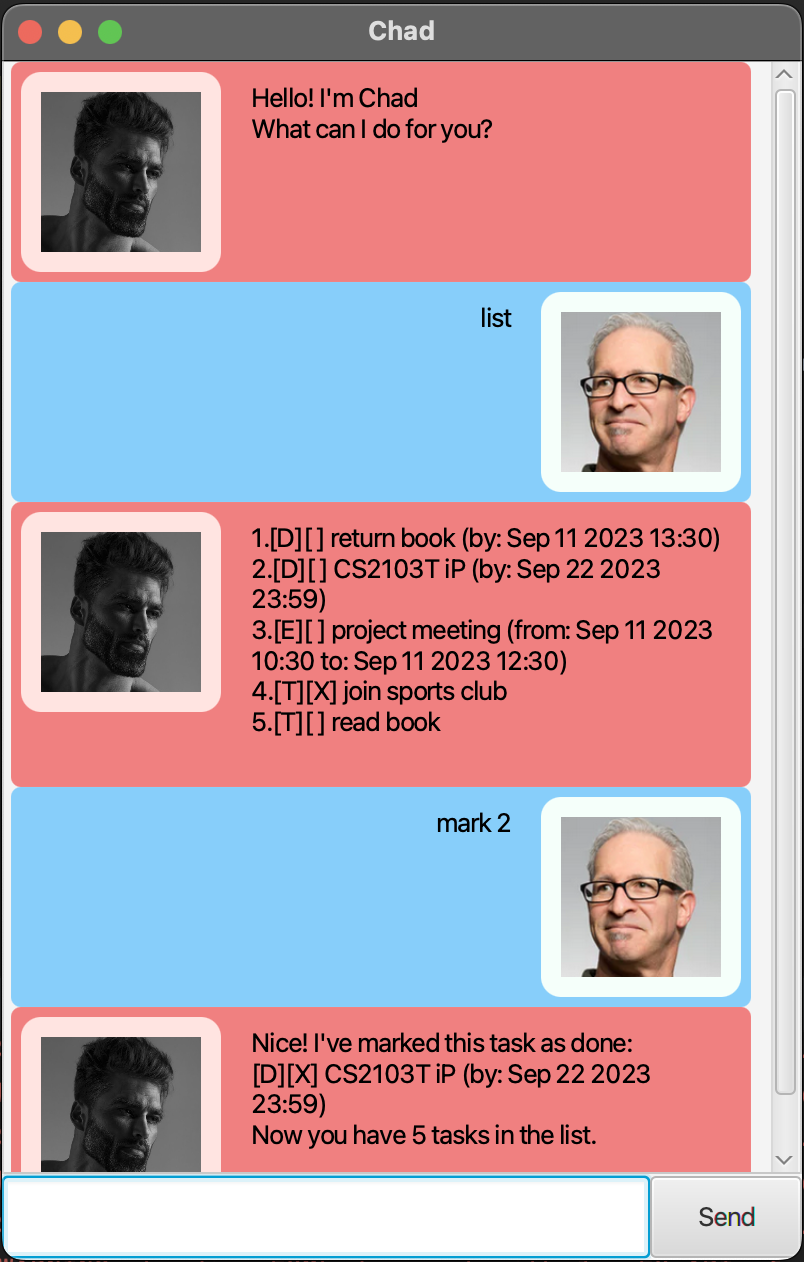 Chad
Hello! I'm Chad
What can I do for you?
list
1.[D][ ] return book (by: Sep 11 2023 13:30)
2.[D][ ] CS2103T iP (by: Sep 22 2023
23:59)
3.[E][ ] project meeting (from: Sep 11 2023
10:30 to: Sep 11 2023 12:30)
4.[T][X] join sports club
5.[T][ ] read book
mark 2
Nice! I've marked this task as done:
[D][X] CS2103T iP (by: Sep 22 2023
23:59)
Now you have 5 tasks in the list.
Send